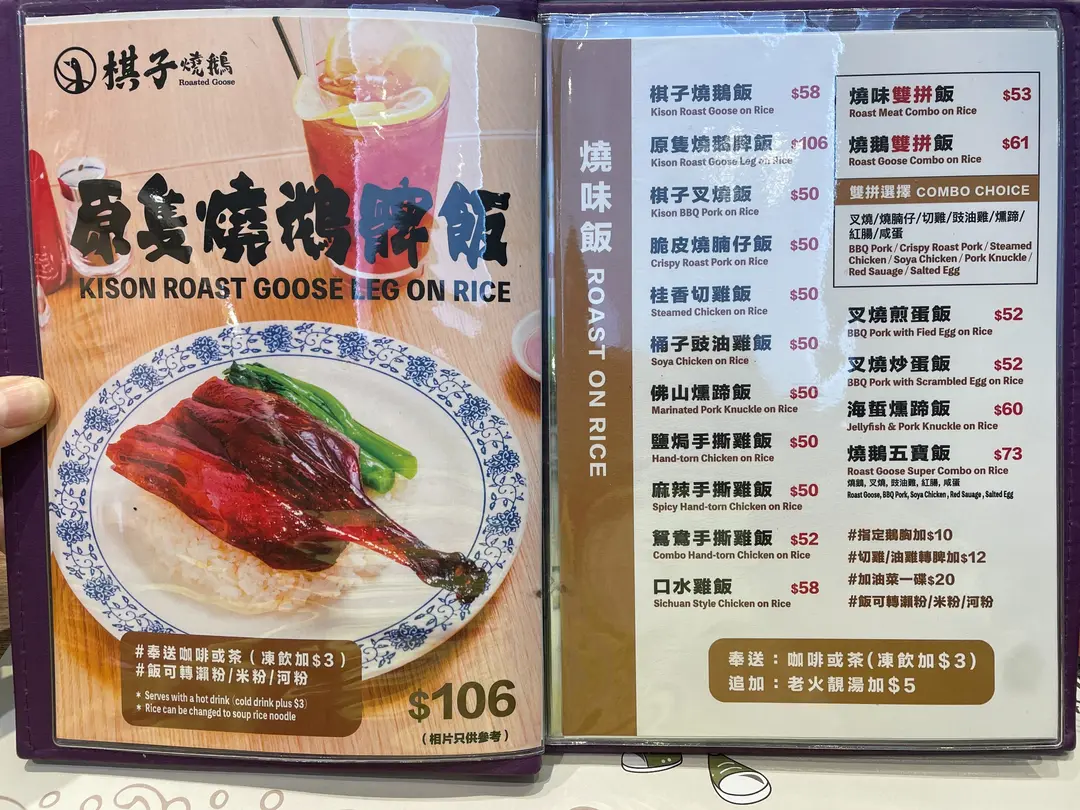 棋子燒鵝
Roasted Goose
原隻燒鵝髀飯
KISON ROAST GOOSE LEG ON RICE
#奉送咖啡或茶(凍飲加$3)
#飯可轉瀨粉/米粉/河粉
* Serves with a hot drink (cold drink plus $3)
* Rice can be changed to soup rice noodle
$106
(相片只供參考)
燒味飯 ROAST ON RICE
棋子燒鵝飯 $58
Kison Roast Goose on Rice
原隻燒鵝髀飯 $106
Kison Roast Goose Leg on Rice
棋子叉燒飯 $50
Kison BBQ Pork on Rice
脆皮燒腩仔飯 $50
Crispy Roast Pork on Rice
桂香切雞飯 $50
Steamed Chicken on Rice
桶子豉油雞飯 $50
Soya Chicken on Rice
佛山燻蹄飯 $50
Marinated Pork Knuckle on Rice
鹽焗手撕雞飯 $50
Hand-torn Chicken on Rice
麻辣手撕雞飯 $50
Spicy Hand-torn Chicken on Rice
鴛鴦手撕雞飯 $52
Combo Hand-torn Chicken on Rice
口水雞飯 $58
Sichuan Style Chicken on Rice
燒味雙拼飯 $53
Roast Meat Combo on Rice
燒鵝雙拼飯 $61
Roast Goose Combo on Rice
雙拼選擇 COMBO CHOICE
叉燒/燒腩仔/切雞/豉油雞/燻蹄/
紅腸/咸蛋
BBQ Pork/Crispy Roast Pork/Steamed
Chicken/Soya Chicken/Pork Knuckle/
Red Sauage/Salted Egg
叉燒煎蛋飯 $52
BBQ Pork with Fied Egg on Rice
叉燒炒蛋飯 $52
BBQ Pork with Scrambled Egg on Rice
海蜇燻蹄飯 $60
Jellyfish & Pork Knuckle on Rice
燒鵝五寶飯 $73
Roast Goose Super Combo on Rice
燒鵝, 叉燒, 豉油雞, 紅腸, 咸蛋
Roast Goose, BBQ Pork, Soya Chicken, Red Sauage, Salted Egg
#指定鵝胸加$10
#切雞/油雞轉髀加$12
#加油菜一碟$20
#飯可轉瀨粉/米粉/河粉
奉送：咖啡或茶(凍飲加$3)
追加：老火靚湯加$5